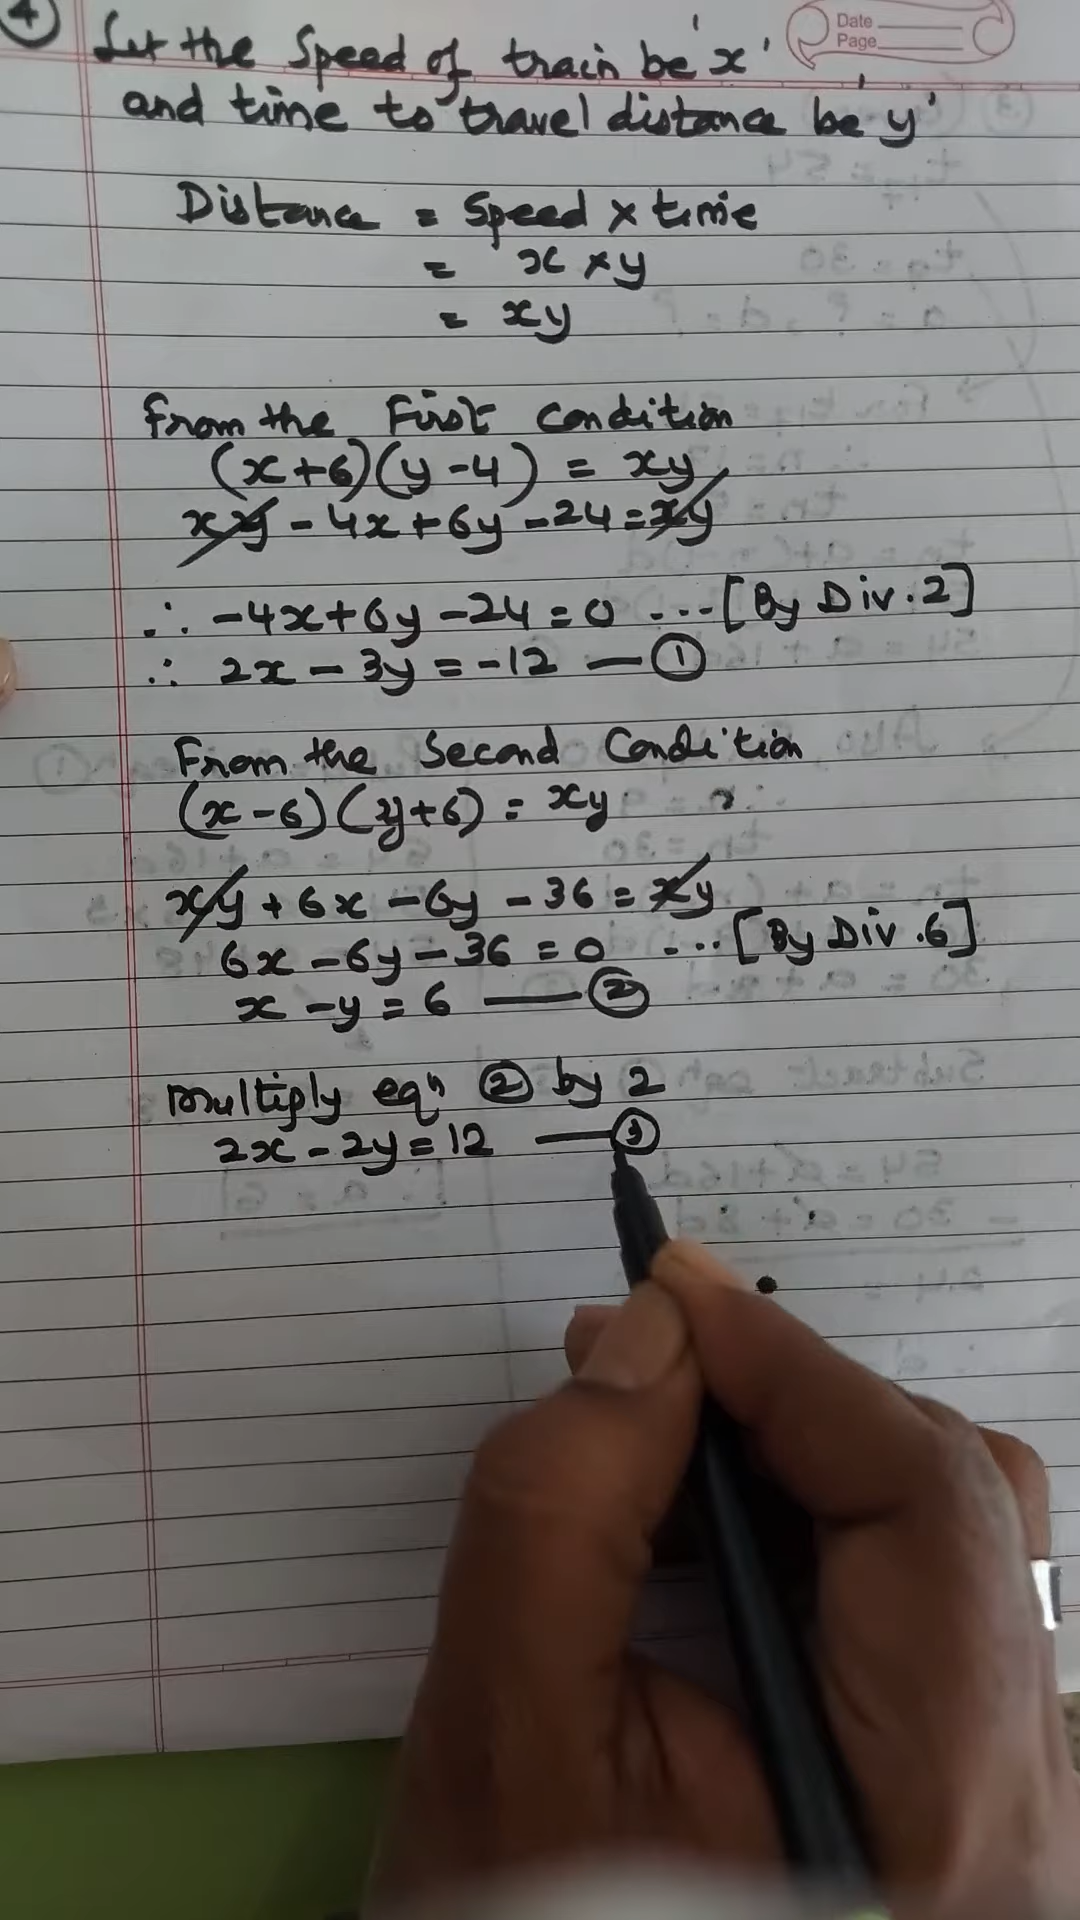 4 Let the Speed of train be 'x'
Date
Page
and time to travel distance be 'y'
Distance = Speed × time
= x × y
= xy
From the First Condition
(x+6)(y-4) = xy
xy - 4x + 6y - 24 = xy
∴ -4x + 6y - 24 = 0 ... [By Div. 2]
∴ 2x - 3y = -12 — ①
From the Second Condition
(x-6)(y+6) = xy
xy + 6x - 6y - 36 = xy
6x - 6y - 36 = 0 ... [By Div. 6]
x - y = 6 — ②
Multiply eqn ② by 2
2x - 2y = 12 — ③